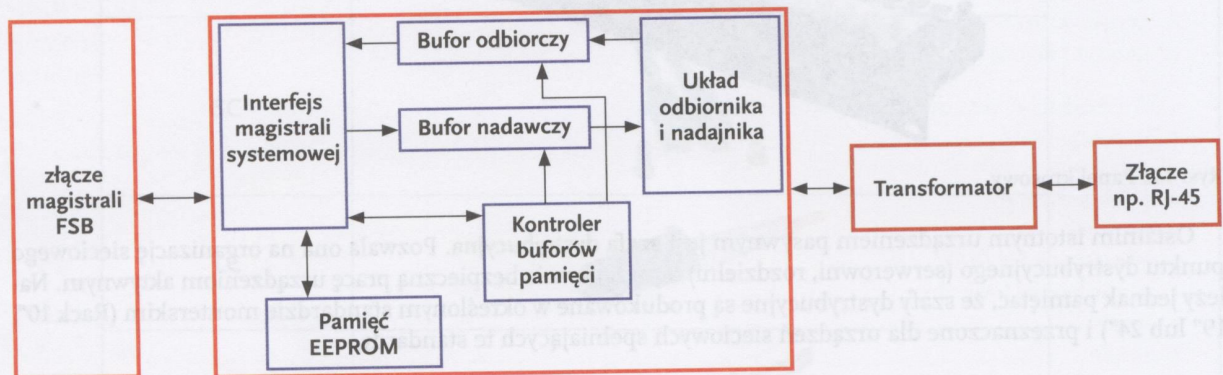 złącze
magistrali
FSB
Interfejs
magistrali
systemowej
Bufor odbiorczy
Bufor nadawczy
Układ
odbiornika
i nadajnika
Kontroler
buforów
pamięci
Pamięć
EEPROM
Transformator
Złącze
np. RJ-45